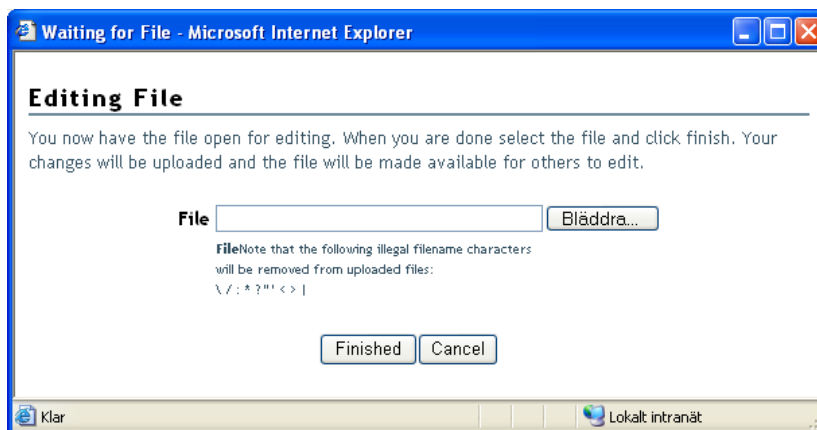 Waiting for File - Microsoft Internet Explorer
Editing File
You now have the file open for editing. When you are done select the file and click finish. Your
changes will be uploaded and the file will be made available for others to edit.
File
Bläddra...
FileNote that the following illegal filename characters
will be removed from uploaded files:
\ / : * ? " ' < > |
Finished Cancel
Klar Lokalt intranät